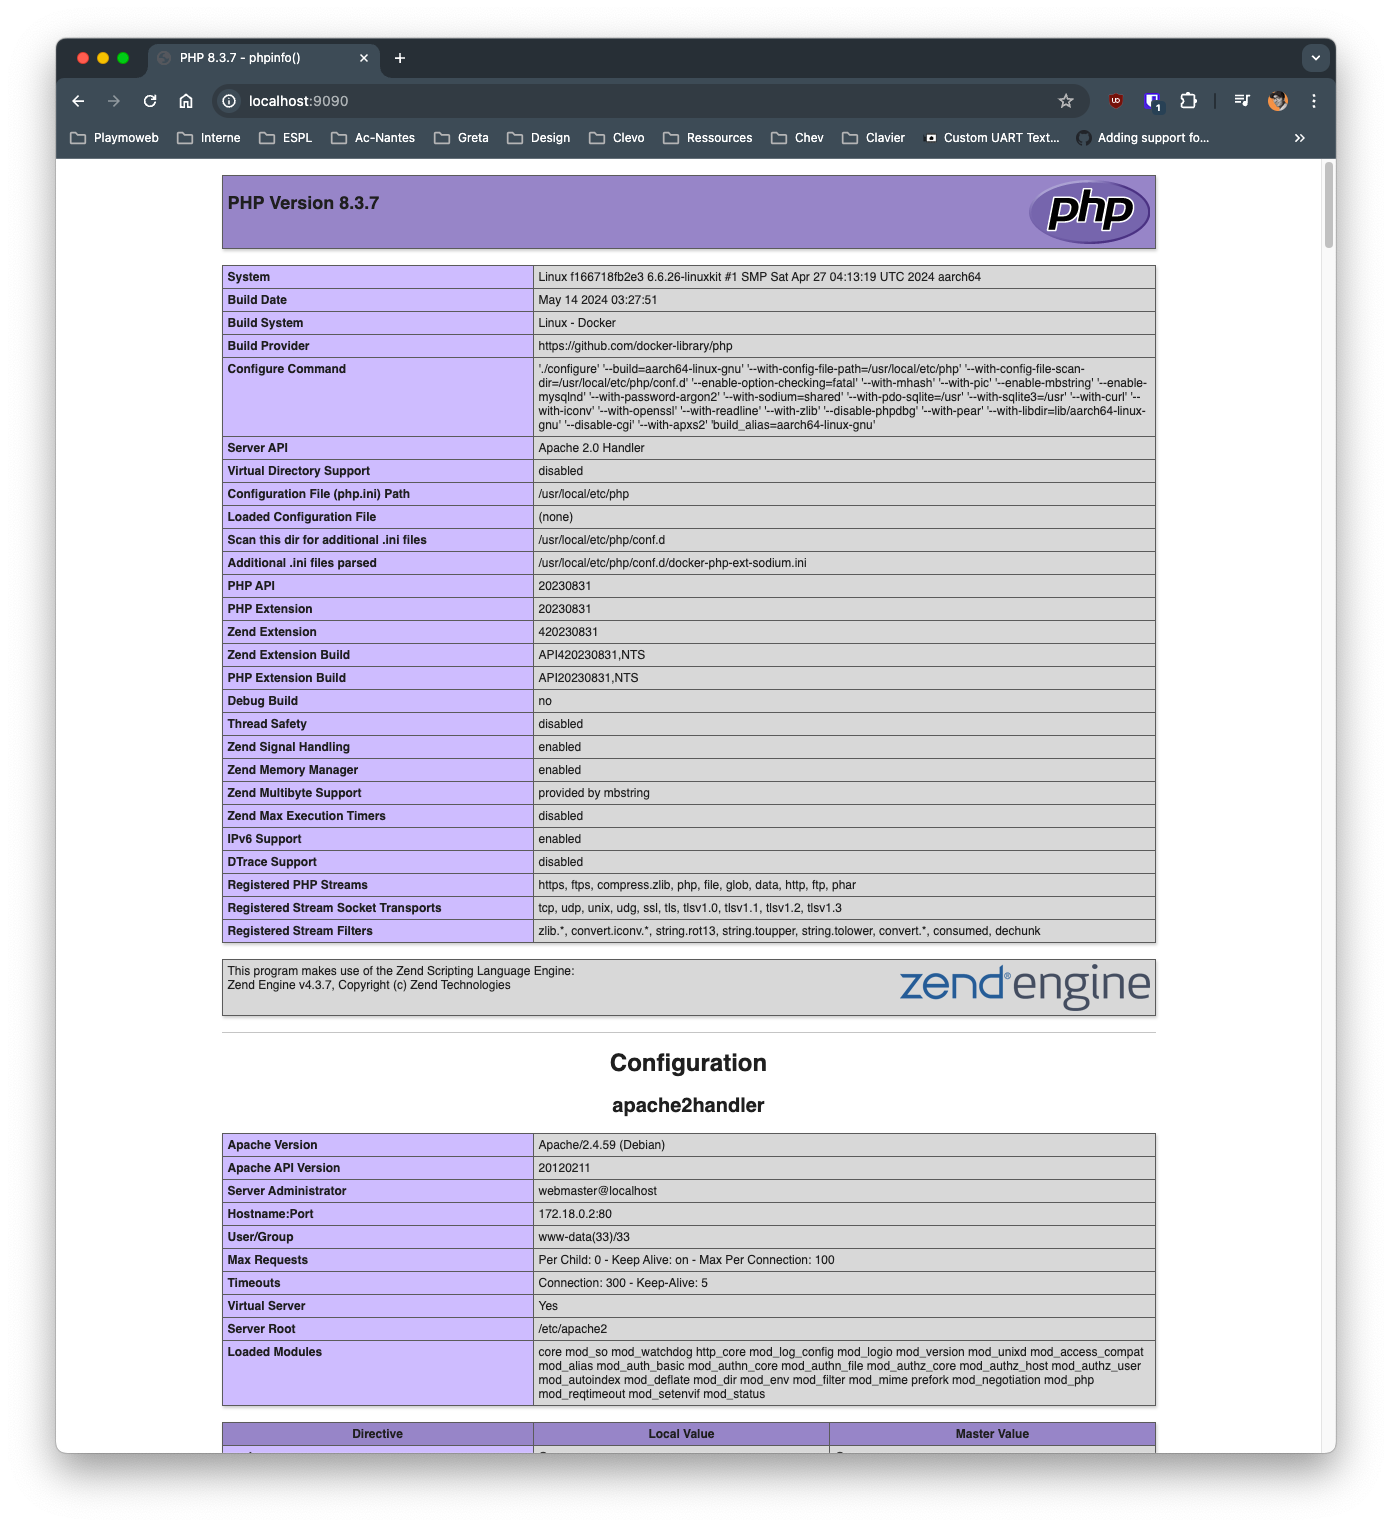 PHP 8.3.7 - phpinfo()
localhost:9090
UD
1
Playmoweb Interne ESPL Ac-Nantes Greta Design Clevo Ressources Chev Clavier Custom UART Text... Adding support fo...
PHP Version 8.3.7
php
System Linux f166718fb2e3 6.6.26-linuxkit #1 SMP Sat Apr 27 04:13:19 UTC 2024 aarch64
Build Date May 14 2024 03:27:51
Build System Linux - Docker
Build Provider https://github.com/docker-library/php
Configure Command './configure' '--build=aarch64-linux-gnu' '--with-config-file-path=/usr/local/etc/php' '--with-config-file-scan-
dir=/usr/local/etc/php/conf.d' '--enable-option-checking=fatal' '--with-mhash' '--with-pic' '--enable-mbstring' '--enable-
mysqlnd' '--with-password-argon2' '--with-sodium=shared' '--with-pdo-sqlite=/usr' '--with-sqlite3=/usr' '--with-curl' '--
with-iconv' '--with-openssl' '--with-readline' '--with-zlib' '--disable-phpdbg' '--with-pear' '--with-libdir=lib/aarch64-linux-
gnu' '--disable-cgi' '--with-apxs2' 'build_alias=aarch64-linux-gnu'
Server API Apache 2.0 Handler
Virtual Directory Support disabled
Configuration File (php.ini) Path /usr/local/etc/php
Loaded Configuration File (none)
Scan this dir for additional .ini files /usr/local/etc/php/conf.d
Additional .ini files parsed /usr/local/etc/php/conf.d/docker-php-ext-sodium.ini
PHP API 20230831
PHP Extension 20230831
Zend Extension 420230831
Zend Extension Build API420230831,NTS
PHP Extension Build API20230831,NTS
Debug Build no
Thread Safety disabled
Zend Signal Handling enabled
Zend Memory Manager enabled
Zend Multibyte Support provided by mbstring
Zend Max Execution Timers disabled
IPv6 Support enabled
DTrace Support disabled
Registered PHP Streams https, ftps, compress.zlib, php, file, glob, data, http, ftp, phar
Registered Stream Socket Transports tcp, udp, unix, udg, ssl, tls, tlsv1.0, tlsv1.1, tlsv1.2, tlsv1.3
Registered Stream Filters zlib.*, convert.iconv.*, string.rot13, string.toupper, string.tolower, convert.*, consumed, dechunk
This program makes use of the Zend Scripting Language Engine:
Zend Engine v4.3.7, Copyright (c) Zend Technologies
zend® engine
Configuration
apache2handler
Apache Version Apache/2.4.59 (Debian)
Apache API Version 20120211
Server Administrator webmaster@localhost
Hostname:Port 172.18.0.2:80
User/Group www-data(33)/33
Max Requests Per Child: 0 - Keep Alive: on - Max Per Connection: 100
Timeouts Connection: 300 - Keep-Alive: 5
Virtual Server Yes
Server Root /etc/apache2
Loaded Modules core mod_so mod_watchdog http_core mod_log_config mod_logio mod_version mod_unixd mod_access_compat
mod_alias mod_auth_basic mod_authn_core mod_authn_file mod_authz_core mod_authz_host mod_authz_user
mod_autoindex mod_deflate mod_dir mod_env mod_filter mod_mime prefork mod_negotiation mod_php
mod_reqtimeout mod_setenvif mod_status
Directive Local Value Master Value